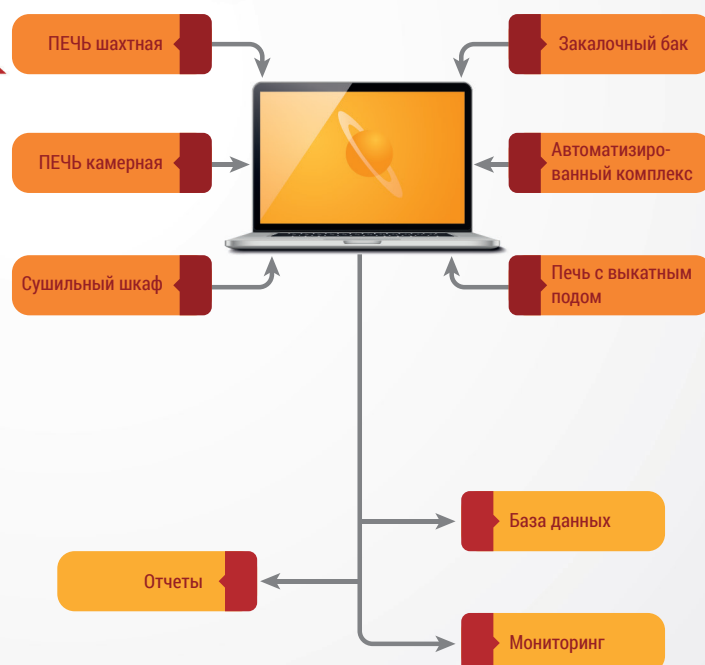 ПЕЧЬ шахтная
Закалочный бак
ПЕЧЬ камерная
Автоматизиро-
ванный комплекс
Сушильный шкаф
Печь с выкатным
подом
База данных
Отчеты
Мониторинг